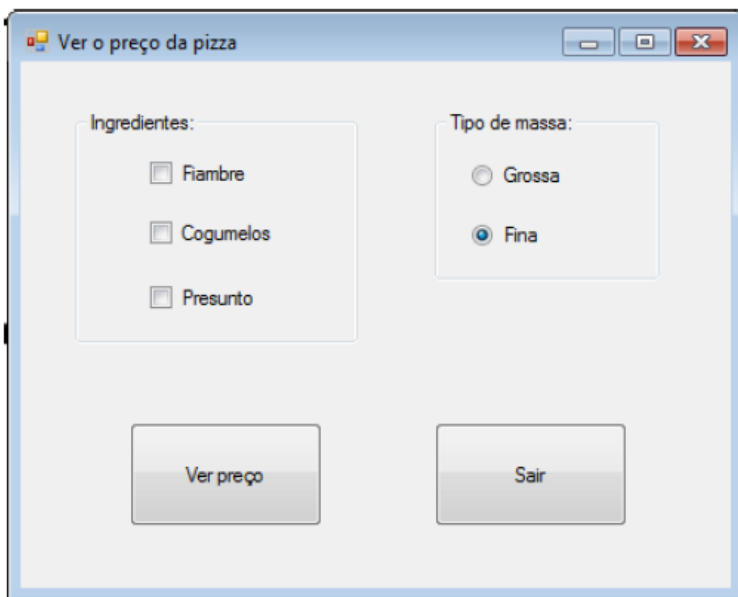 Ver o preço da pizza
Ingredientes:
Fiambre
Cogumelos
Presunto
Tipo de massa:
Grossa
Fina
Ver preço
Sair